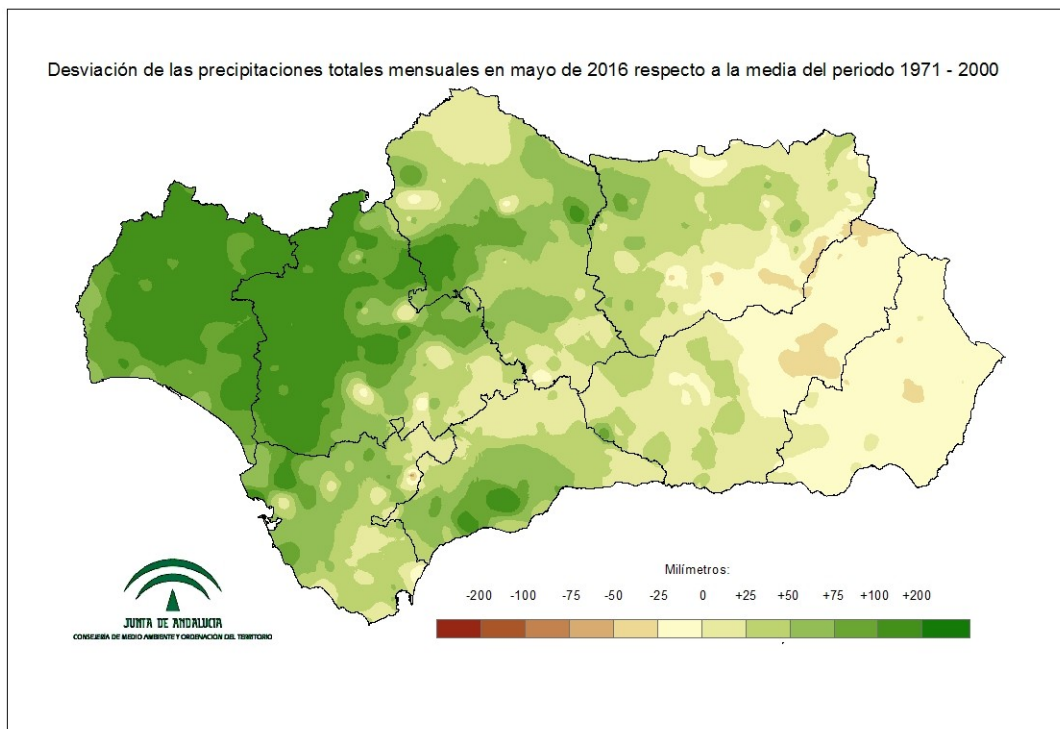 Desviación de las precipitaciones totales mensuales en mayo de 2016 respecto a la media del periodo 1971 - 2000
Milímetros:
-200 -100 -75 -50 -25 0 +25 +50 +75 +100 +200
JUNTA DE ANDALUCIA
CONSEJERÍA DE MEDIO AMBIENTE Y ORDENACIÓN DEL TERRITORIO